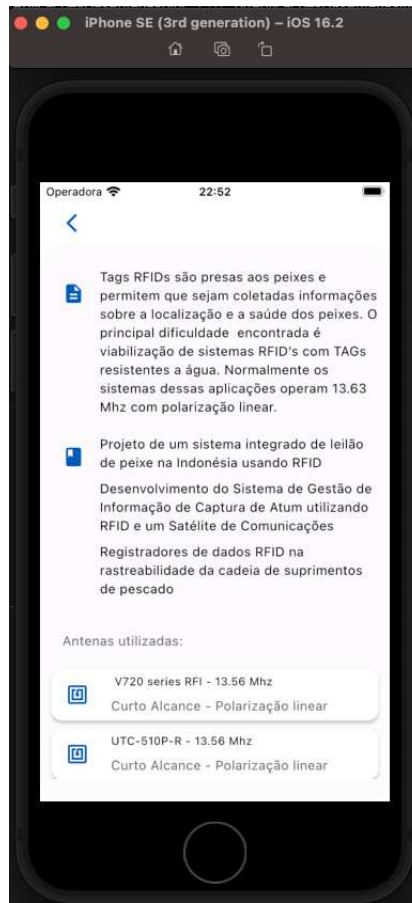 iPhone SE (3rd generation) – iOS 16.2
Operadora
22:52
Tags RFIDs são presas aos peixes e
permitem que sejam coletadas informações
sobre a localização e a saúde dos peixes. O
principal dificuldade  encontrada é
viabilização de sistemas RFID's com TAGs
resistentes a água. Normalmente os
sistemas dessas aplicações operam 13.63
Mhz com polarização linear.
Projeto de um sistema integrado de leilão
de peixe na Indonésia usando RFID
Desenvolvimento do Sistema de Gestão de
Informação de Captura de Atum utilizando
RFID e um Satélite de Comunicações
Registradores de dados RFID na
rastreabilidade da cadeia de suprimentos
de pescado
Antenas utilizadas:
V720 series RFI - 13.56 Mhz
Curto Alcance - Polarização linear
UTC-510P-R - 13.56 Mhz
Curto Alcance - Polarização linear